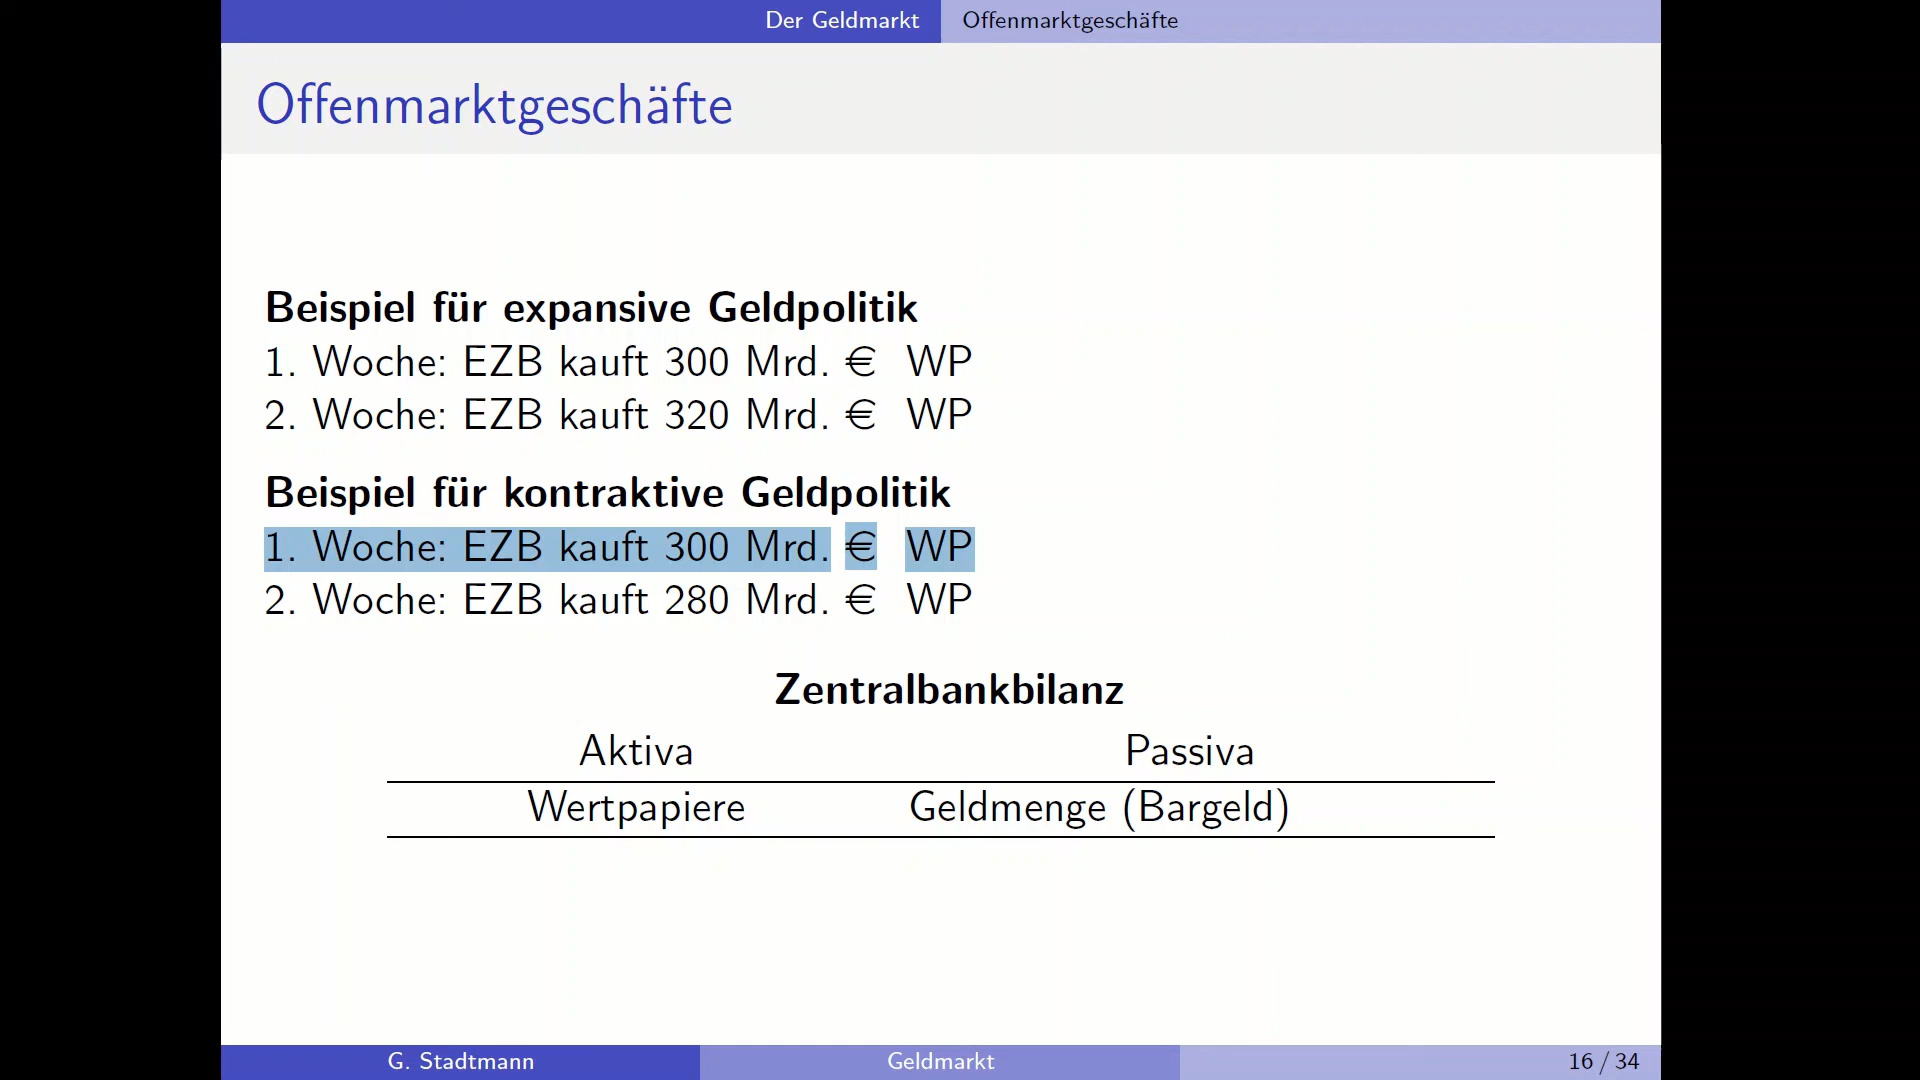 Der Geldmarkt Offenmarktgeschäfte
Offenmarktgeschäfte
Beispiel für expansive Geldpolitik
1. Woche: EZB kauft 300 Mrd. € WP
2. Woche: EZB kauft 320 Mrd. € WP
Beispiel für kontraktive Geldpolitik
1. Woche: EZB kauft 300 Mrd. € WP
2. Woche: EZB kauft 280 Mrd. € WP
Zentralbankbilanz
Aktiva Passiva
Wertpapiere Geldmenge (Bargeld)
G. Stadtmann Geldmarkt 16 / 34